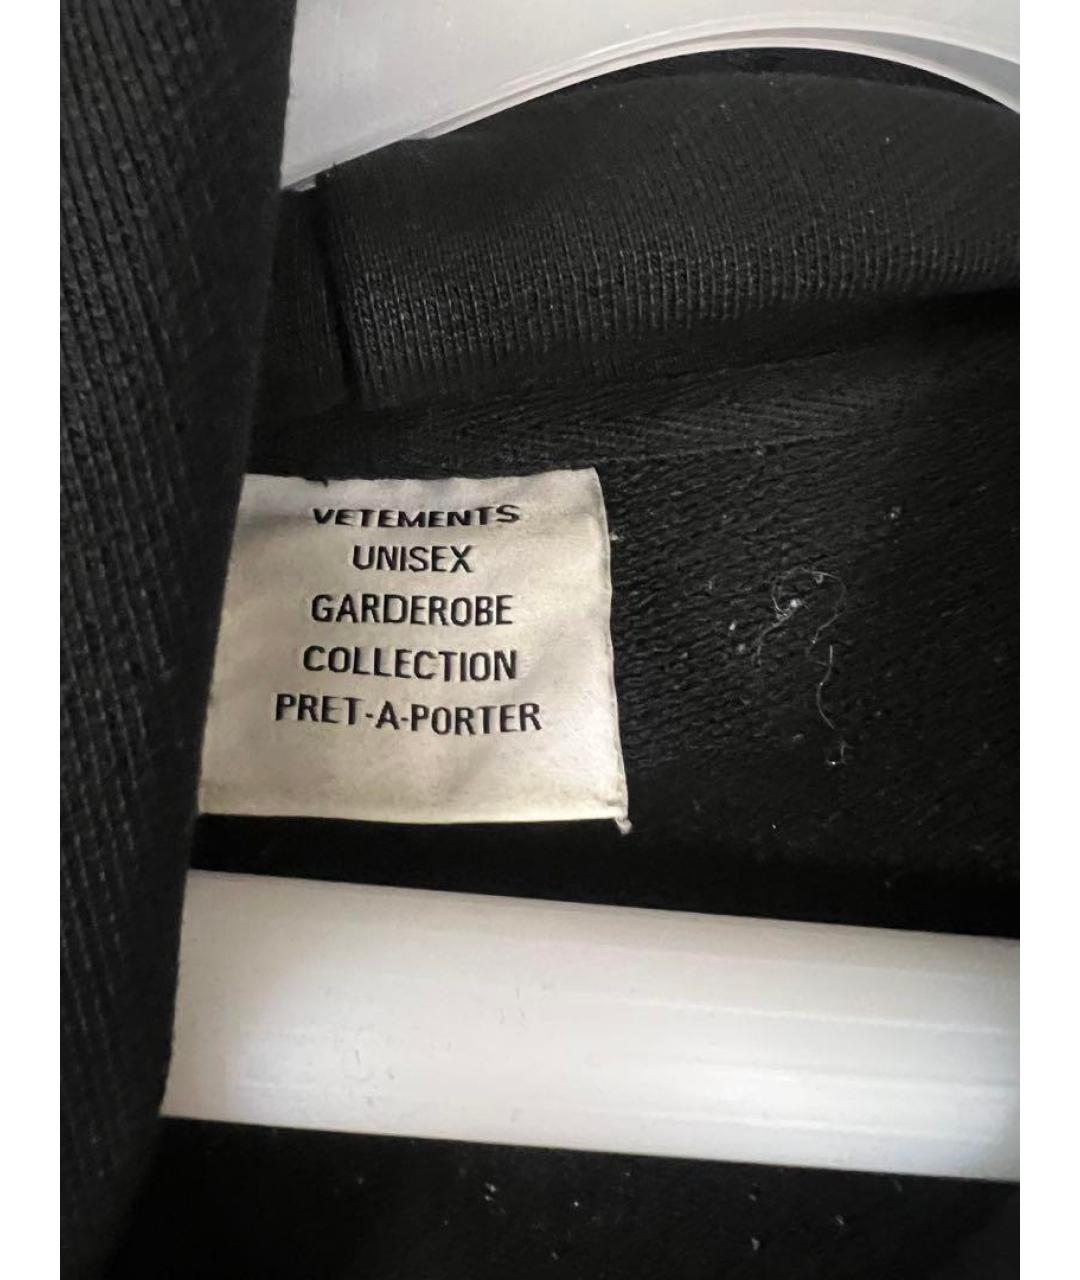 VETEMENTS
UNISEX
GARDEROBE
COLLECTION
PRET-A-PORTER